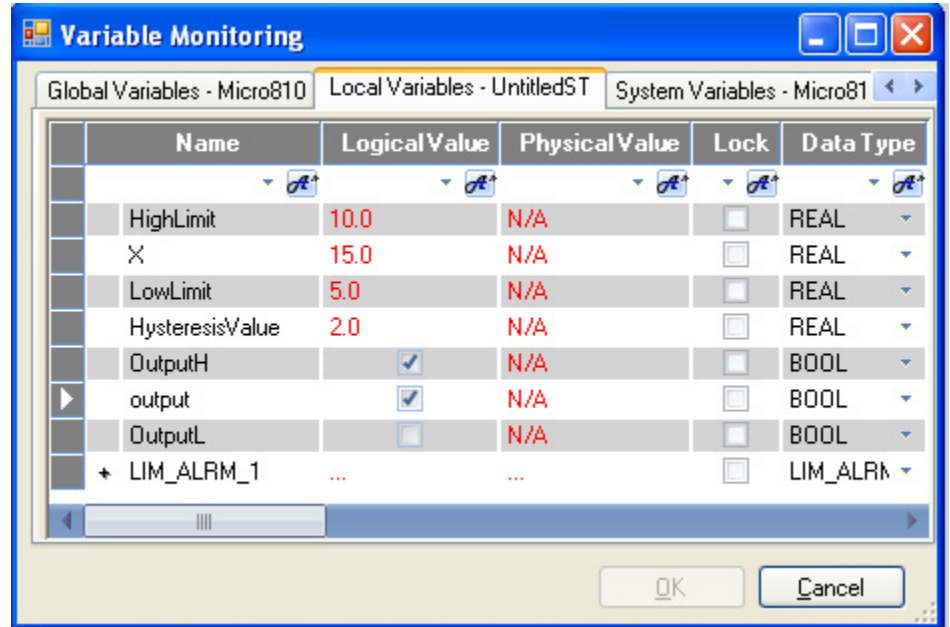 Variable Monitoring
Global Variables - Micro810 Local Variables - UntitledST System Variables - Micro81
Name Logical Value Physical Value Lock Data Type
HighLimit 10.0 N/A REAL
X 15.0 N/A REAL
LowLimit 5.0 N/A REAL
HysteresisValue 2.0 N/A REAL
OutputH N/A BOOL
output N/A BOOL
OutputL N/A BOOL
+ LIM_ALRM_1 ... ... LIM_ALRM
OK Cancel